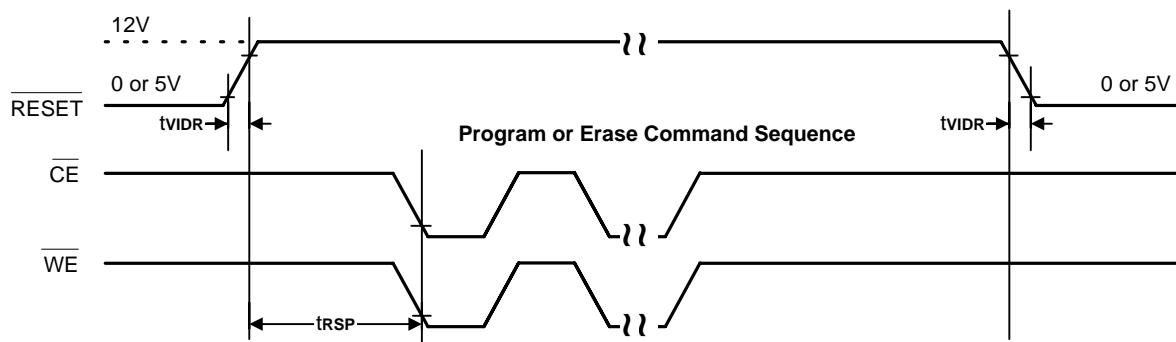 12V
0 or 5V
0 or 5V
RESET
tVIDR
tVIDR
Program or Erase Command Sequence
CE
WE
tRSP